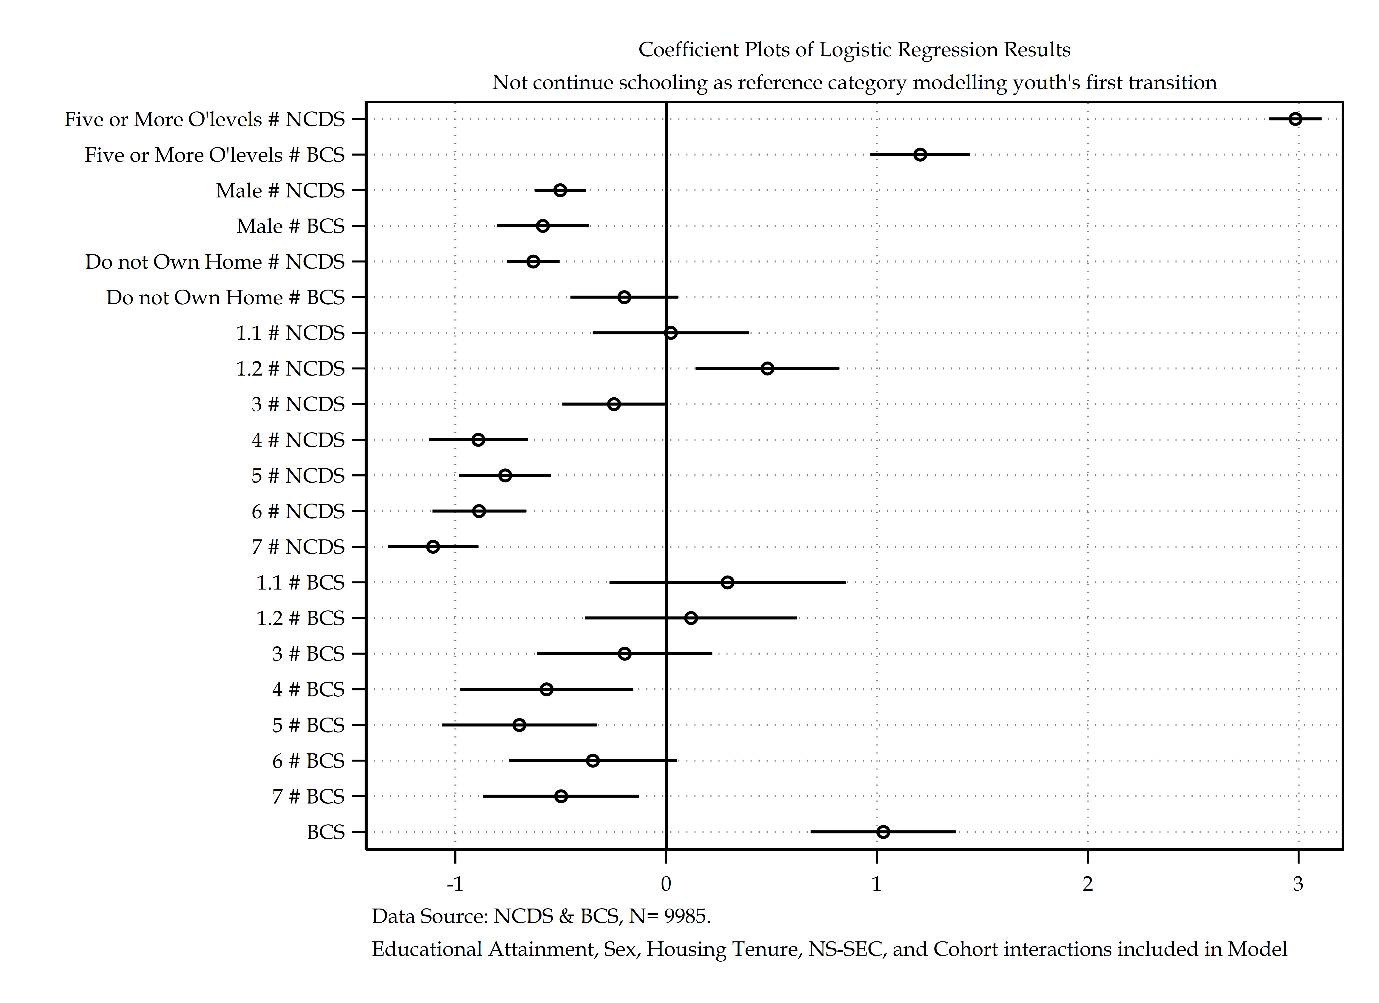 Coefficient Plots of Logistic Regression Results
Not continue schooling as reference category modelling youth's first transition
Five or More O'levels # NCDS
Five or More O'levels # BCS
Male # NCDS
Male # BCS
Do not Own Home # NCDS
Do not Own Home # BCS
1.1 # NCDS
1.2 # NCDS
3 # NCDS
4 # NCDS
5 # NCDS
6 # NCDS
7 # NCDS
1.1 # BCS
1.2 # BCS
3 # BCS
4 # BCS
5 # BCS
6 # BCS
7 # BCS
BCS
-1 0 1 2 3
Data Source: NCDS & BCS, N= 9985.
Educational Attainment, Sex, Housing Tenure, NS-SEC, and Cohort interactions included in Model